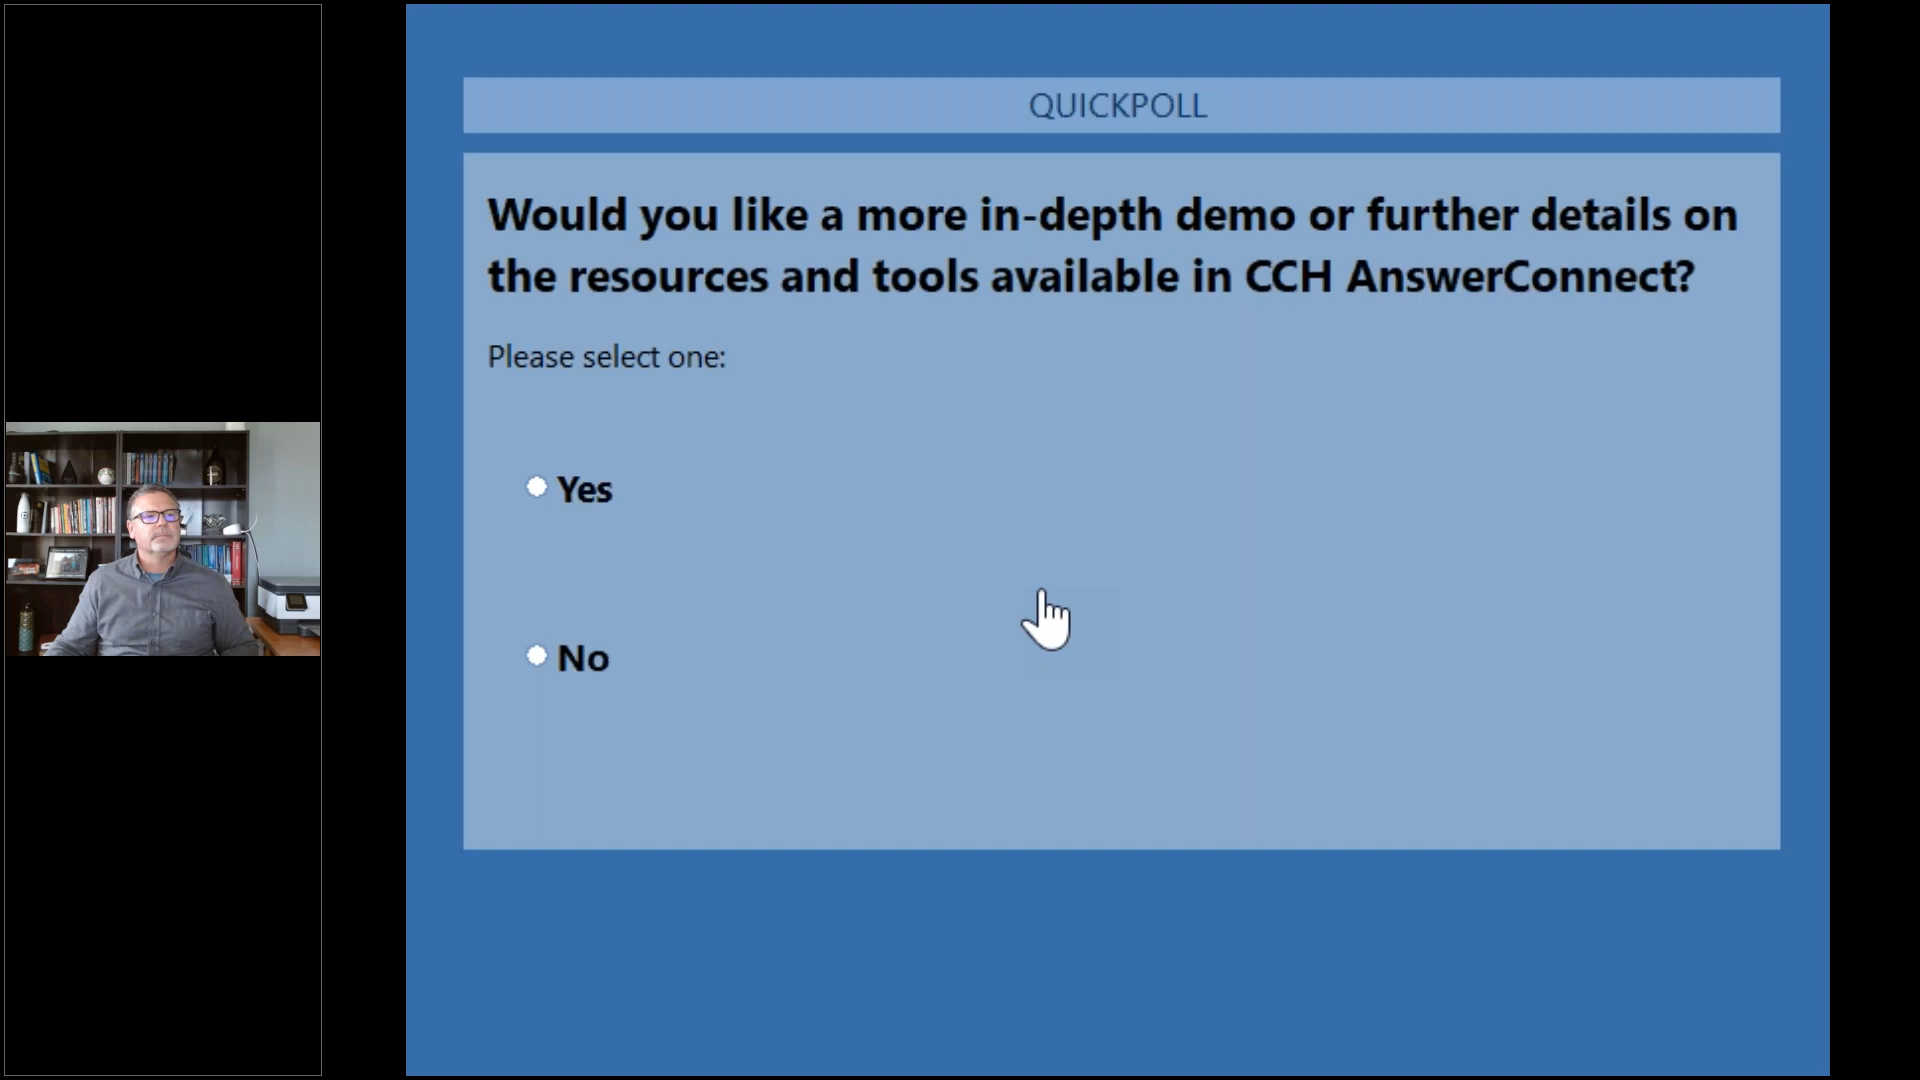 QUICKPOLL
Would you like a more in-depth demo or further details on
the resources and tools available in CCH AnswerConnect?
Please select one:
Yes
No